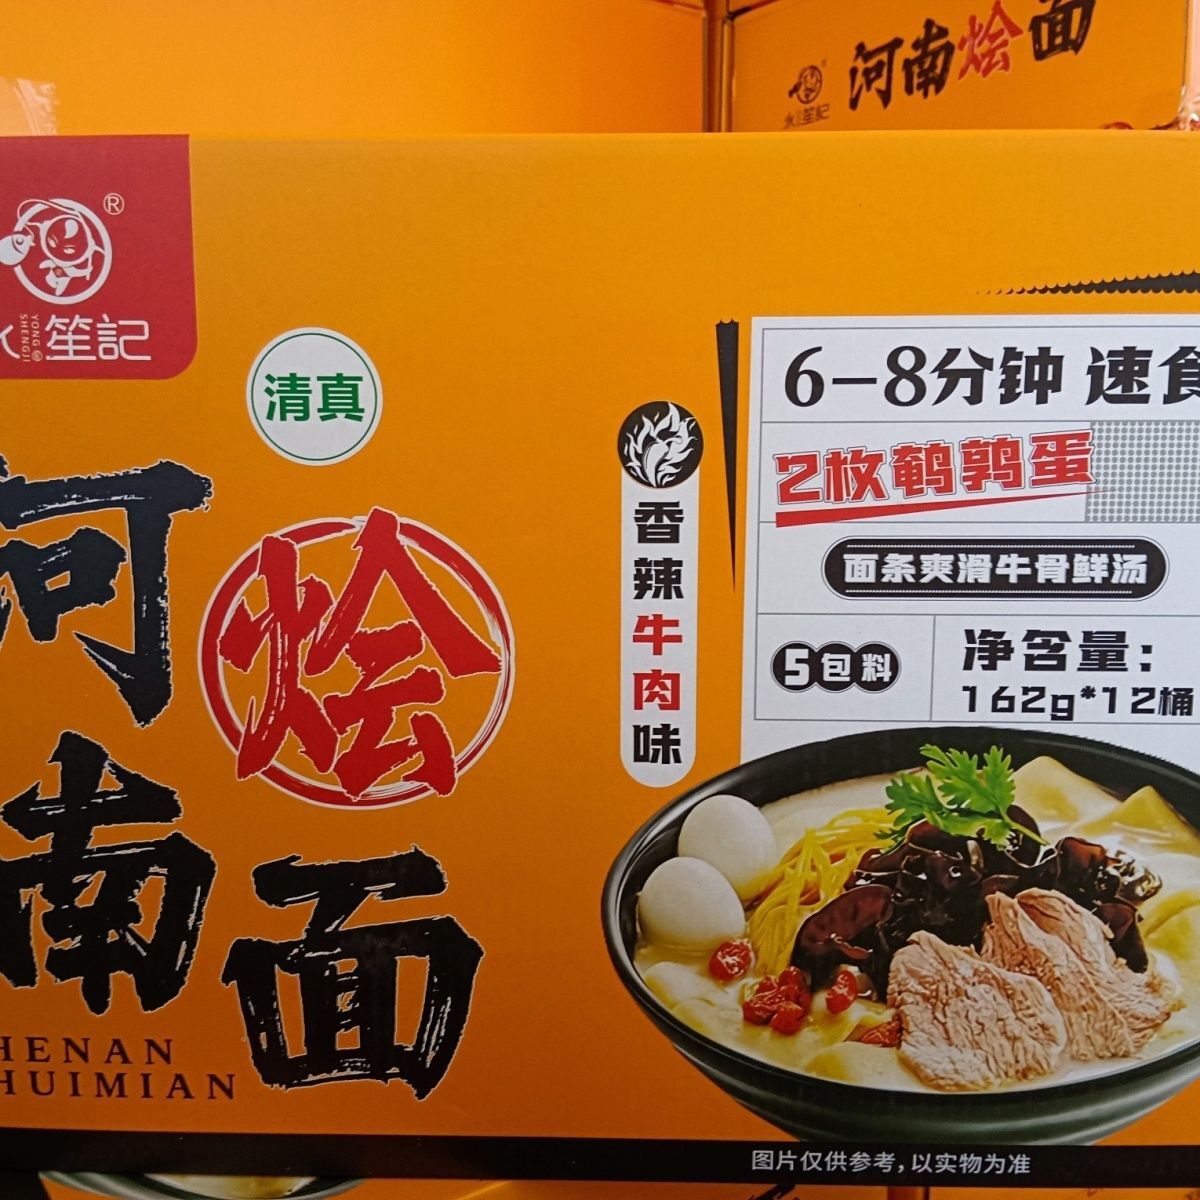 河南烩面
永笙記
®
永笙記
YONG
SHENGJI
清真
河南
烩面
HENAN
HUIMIAN
香辣牛肉味
6-8分钟 速食
2枚鹌鹑蛋
面条爽滑牛骨鲜汤
5包料
净含量:
162g*12桶
图片仅供参考,以实物为准